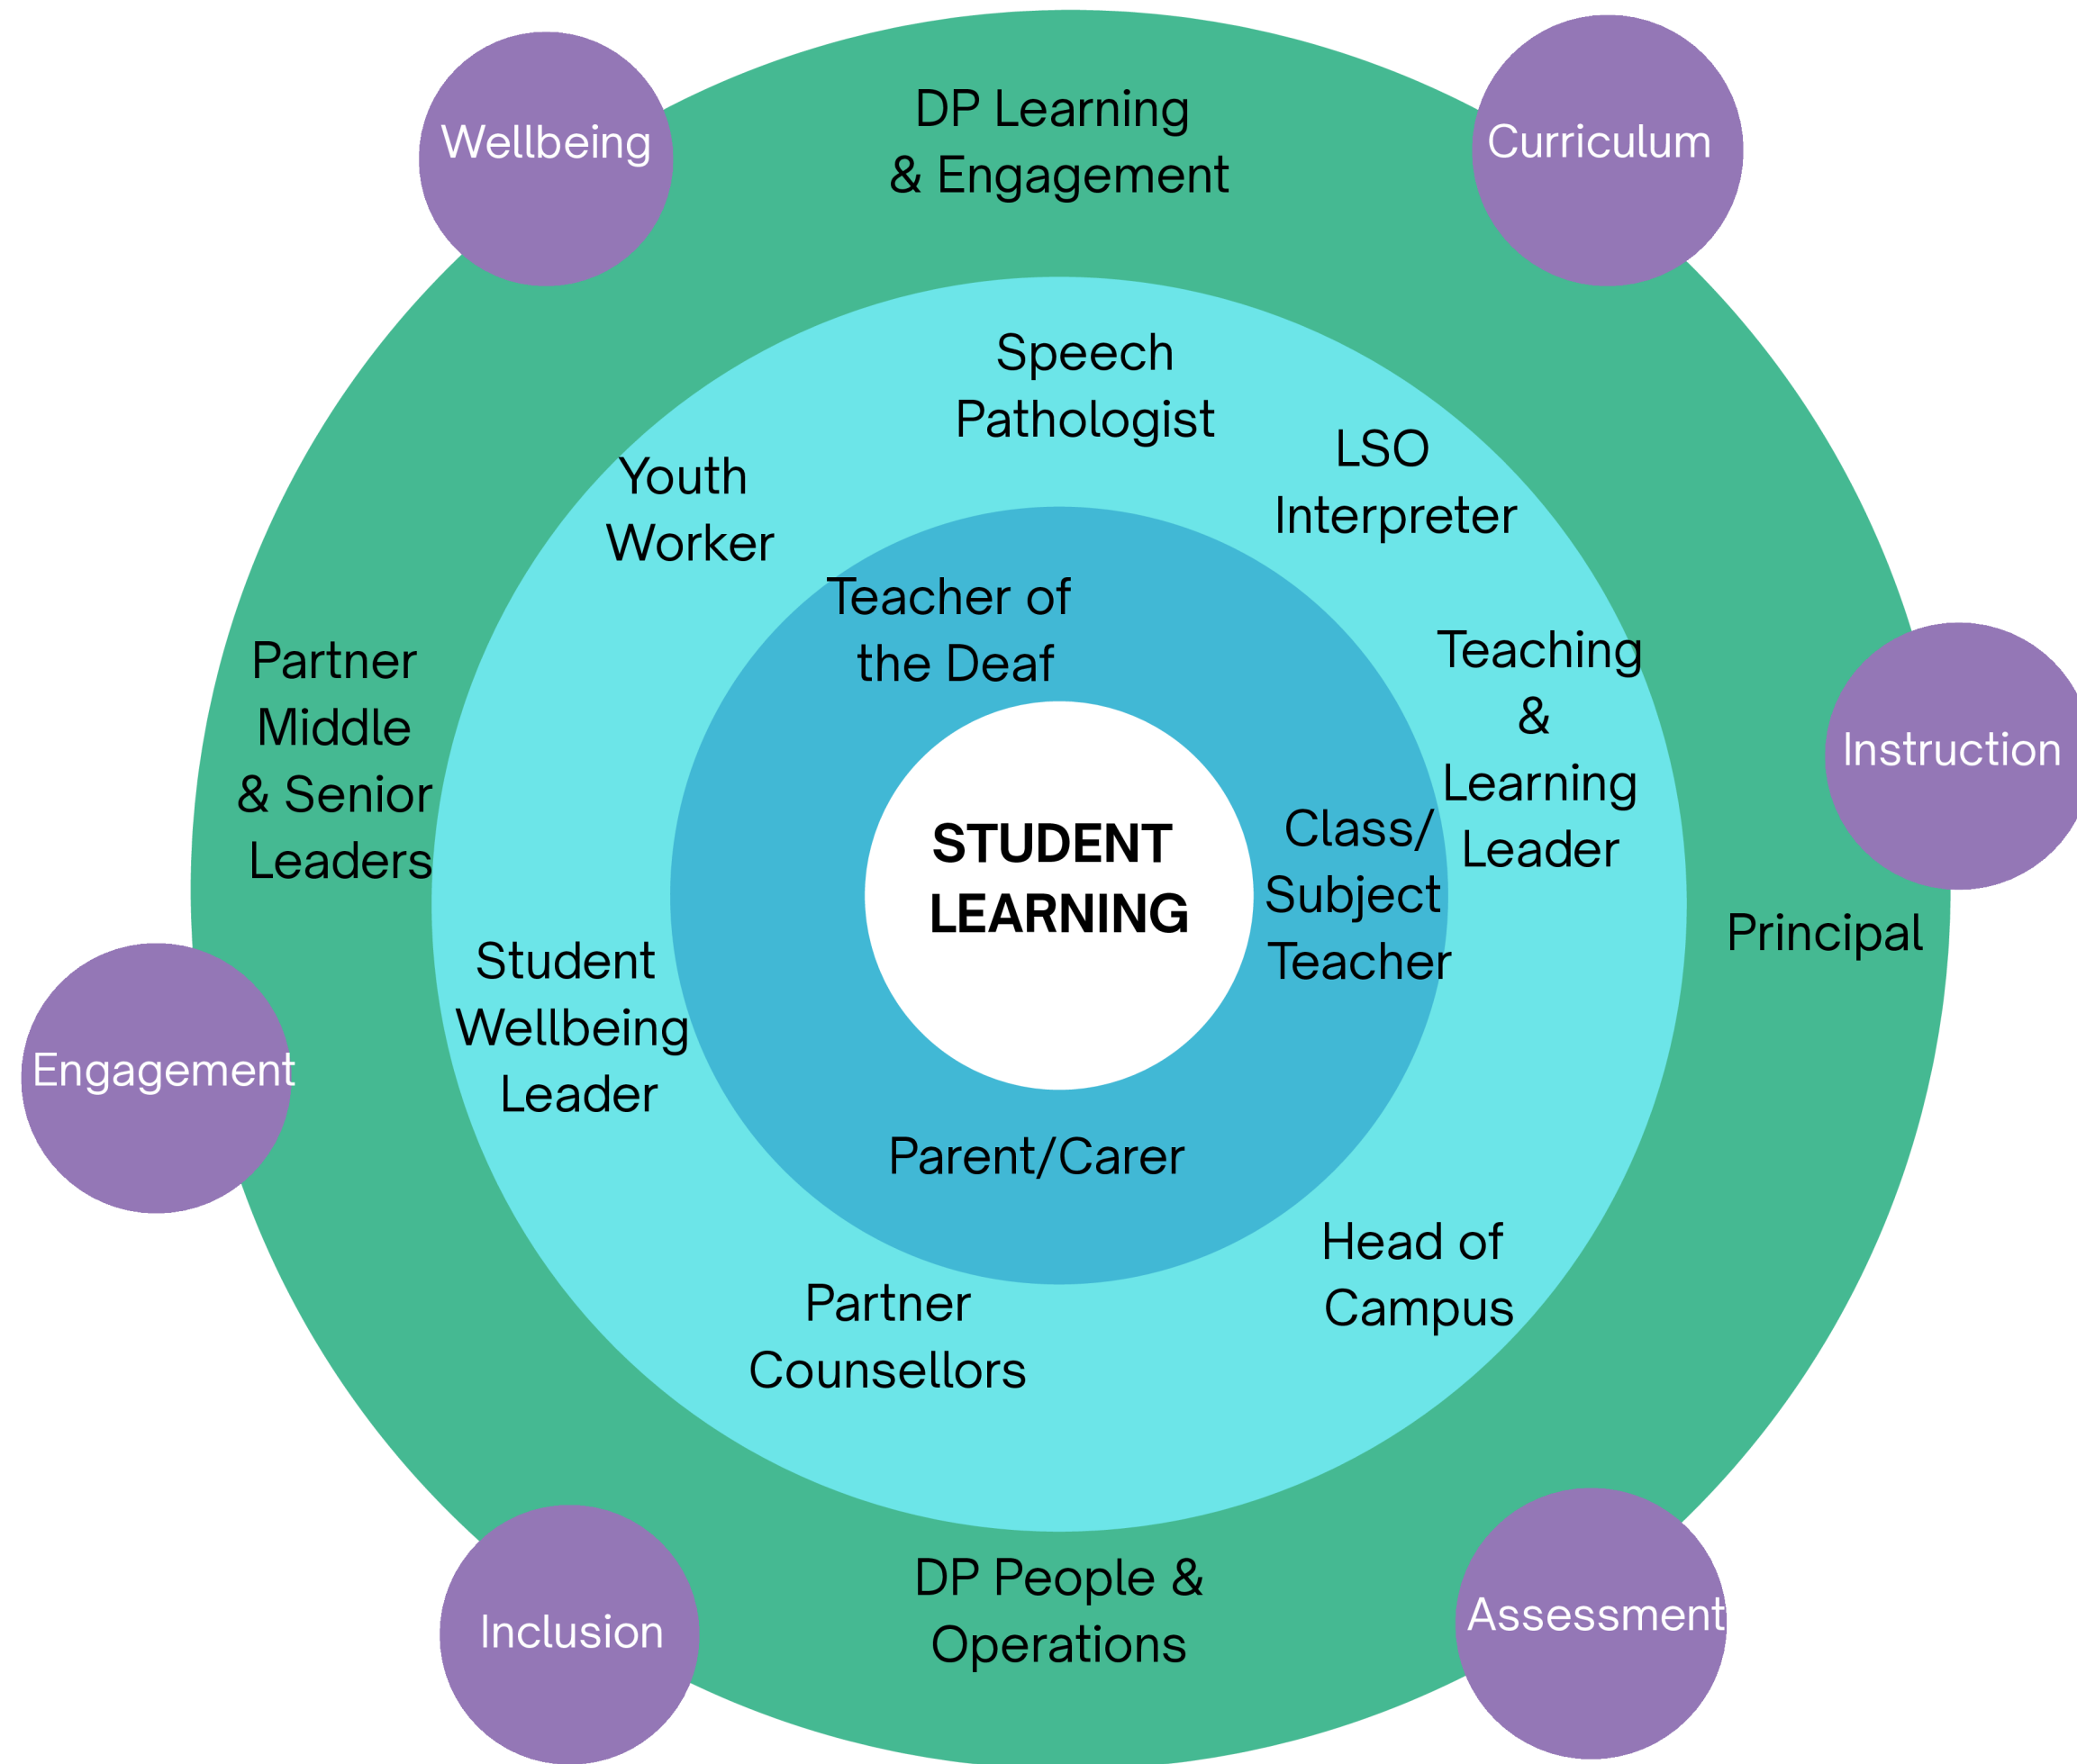 Wellbeing
Curriculum
DP Learning
& Engagement
Speech
Pathologist
LSO
Interpreter
Youth
Worker
Teacher of
the Deaf
Partner
Middle
& Senior
Leaders
Teaching
&
Learning
Leader
Instruction
STUDENT
LEARNING
Class/
Subject
Teacher
Principal
Student
Wellbeing
Leader
Engagement
Parent/Carer
Head of
Campus
Partner
Counsellors
DP People &
Operations
Inclusion
Assessment